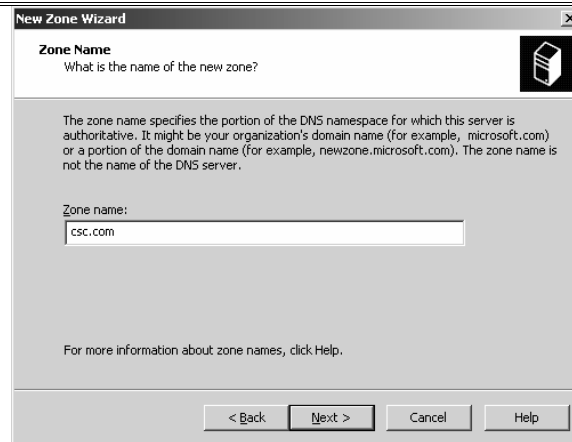 New Zone Wizard
Zone Name
What is the name of the new zone?
The zone name specifies the portion of the DNS namespace for which this server is
authoritative. It might be your organization's domain name (for example, microsoft.com)
or a portion of the domain name (for example, newzone.microsoft.com). The zone name is
not the name of the DNS server.
Zone name:
csc.com
For more information about zone names, click Help.
< Back Next > Cancel Help